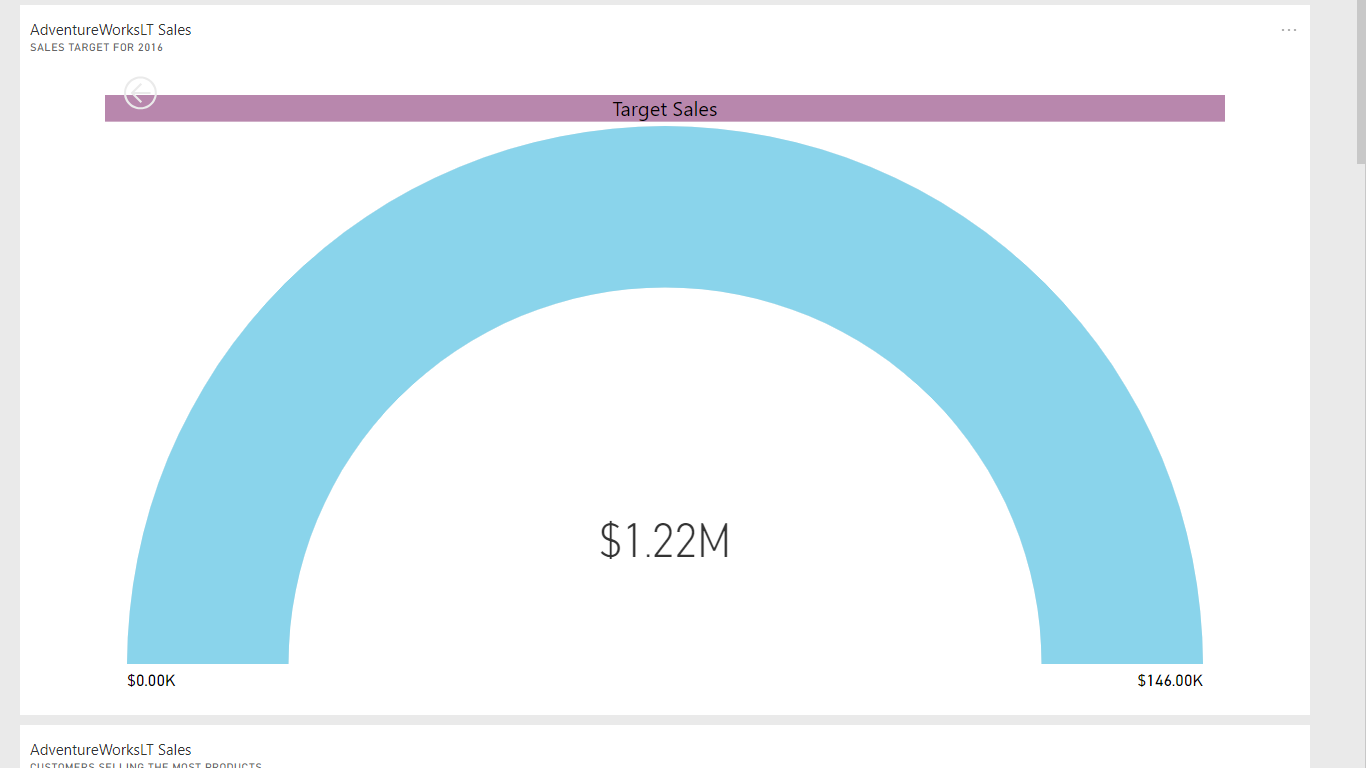 AdventureWorksLT Sales
SALES TARGET FOR 2016
Target Sales
$1.22M
$0.00K
$146.00K
AdventureWorksLT Sales
CUSTOMERS SELLING THE MOST PRODUCTS